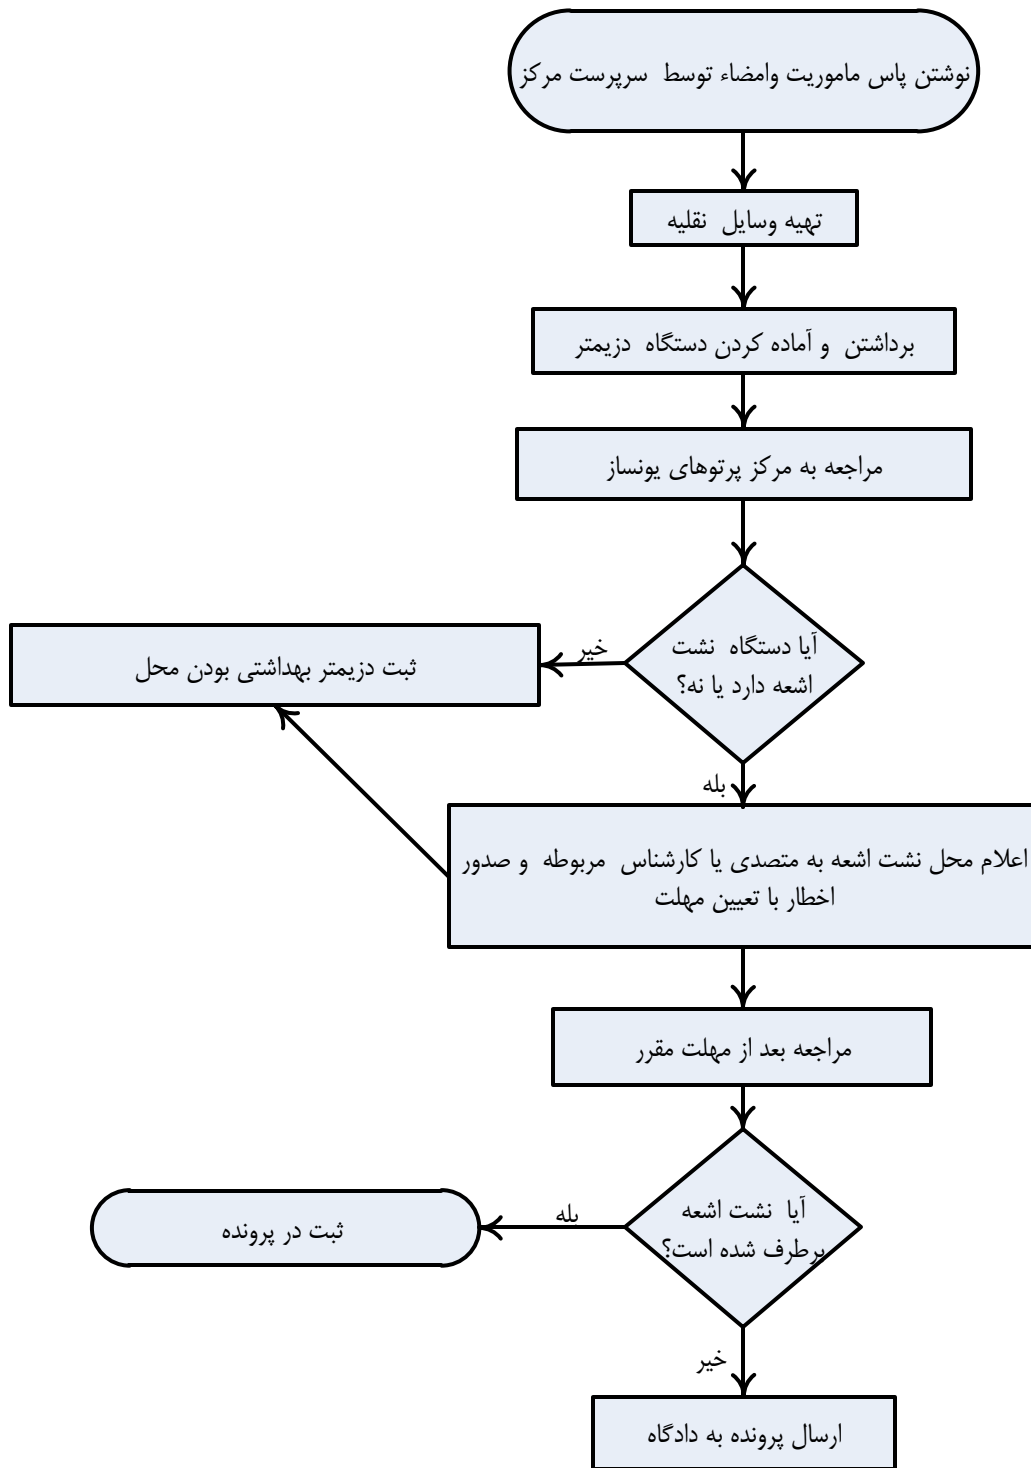 نوشتن پاس ماموریت وامضاء توسط سرپرست مرکز
تهیه وسایل نقلیه
برداشتن و آماده کردن دستگاه دزیمتر
مراجعه به مرکز پرتوهای یونساز
آیا دستگاه نشت
اشعه دارد یا نه؟
خیر
ثبت دزیمتر بهداشتی بودن محل
بله
اعلام محل نشت اشعه به متصدی یا کارشناس مربوطه و صدور
اخطار با تعیین مهلت
مراجعه بعد از مهلت مقرر
آیا نشت اشعه
برطرف شده است؟
بله
ثبت در پرونده
خیر
ارسال پرونده به دادگاه